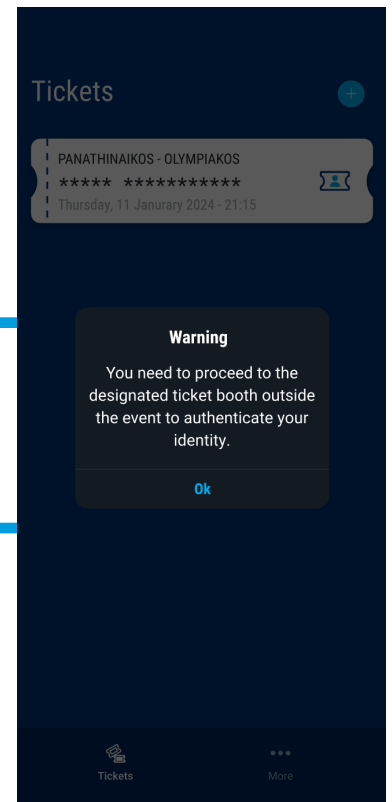 Tickets
PANATHINAIKOS - OLYMPIAKOS
***** ***********
Thursday, 11 Janurary 2024 - 21:15
Warning
You need to proceed to the
designated ticket booth outside
the event to authenticate your
identity.
Ok
Tickets
More